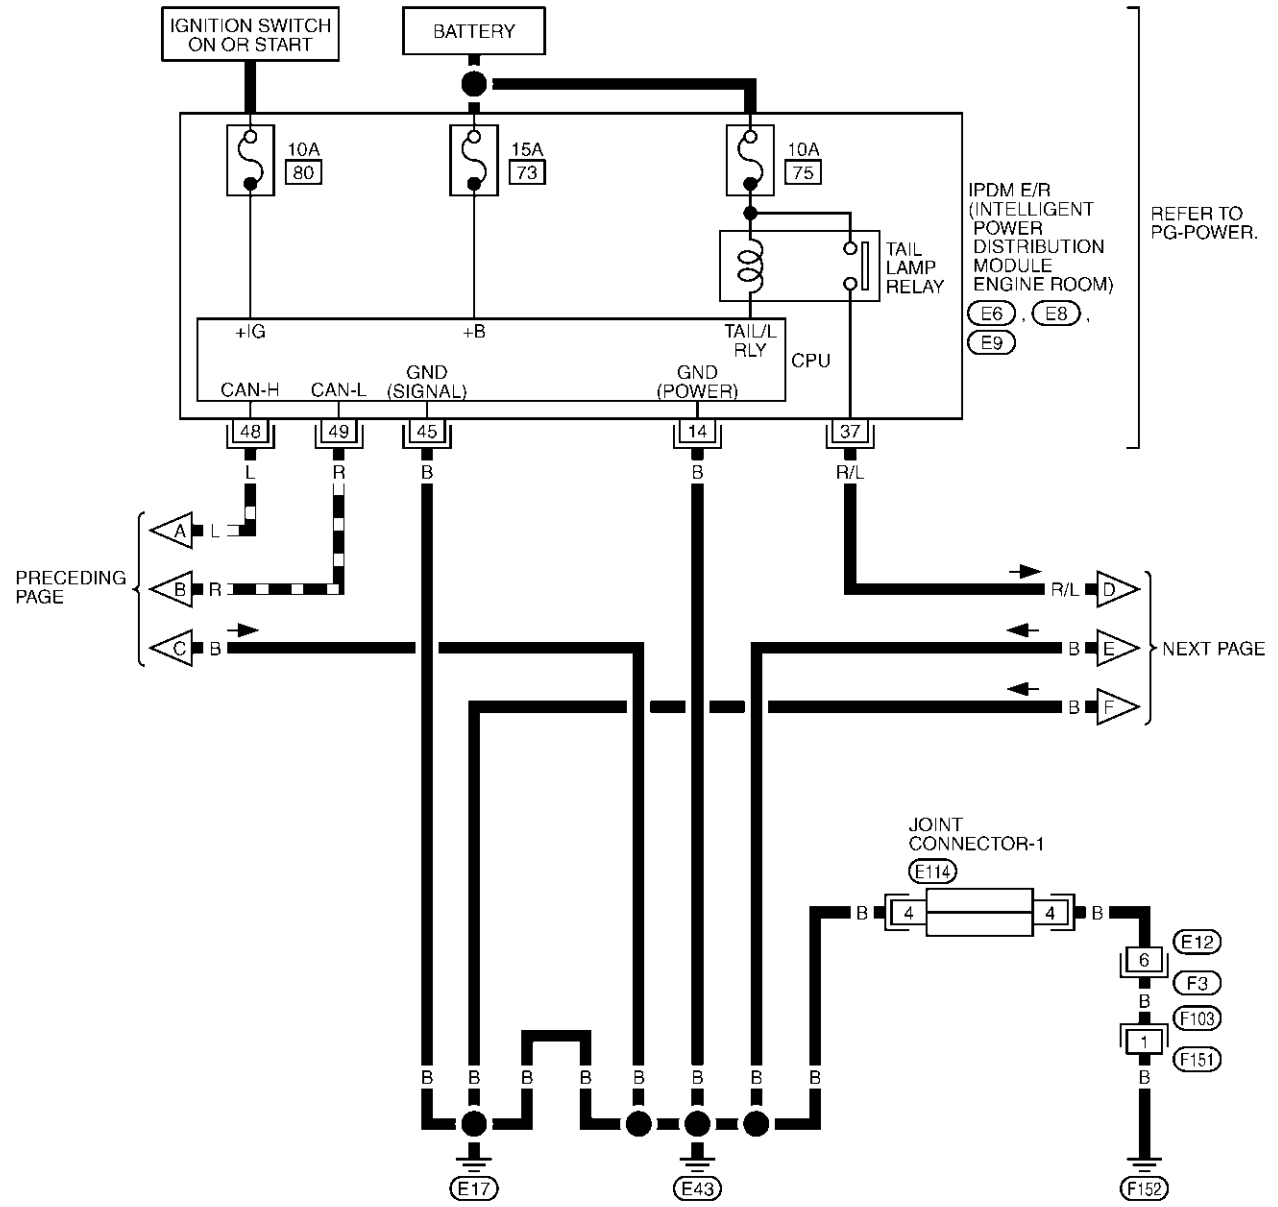 IGNITION SWITCH
ON OR START
BATTERY
10A
80
15A
73
10A
75
IPDM E/R
(INTELLIGENT
POWER
DISTRIBUTION
MODULE
ENGINE ROOM)
E6 , E8 ,
E9
REFER TO
PG-POWER.
TAIL
LAMP
RELAY
+IG
+B
TAIL/L
RLY
CPU
CAN-H
CAN-L
GND
(SIGNAL)
GND
(POWER)
48
49
45
14
37
L
R
B
B
R/L
PRECEDING
PAGE
A L
B R
C B
R/L D
B E
B F
NEXT PAGE
JOINT
CONNECTOR-1
E114
B 4 4 B
E12
6
F3
B
F103
1
F151
B B B B B B B B B
E17
E43
F152